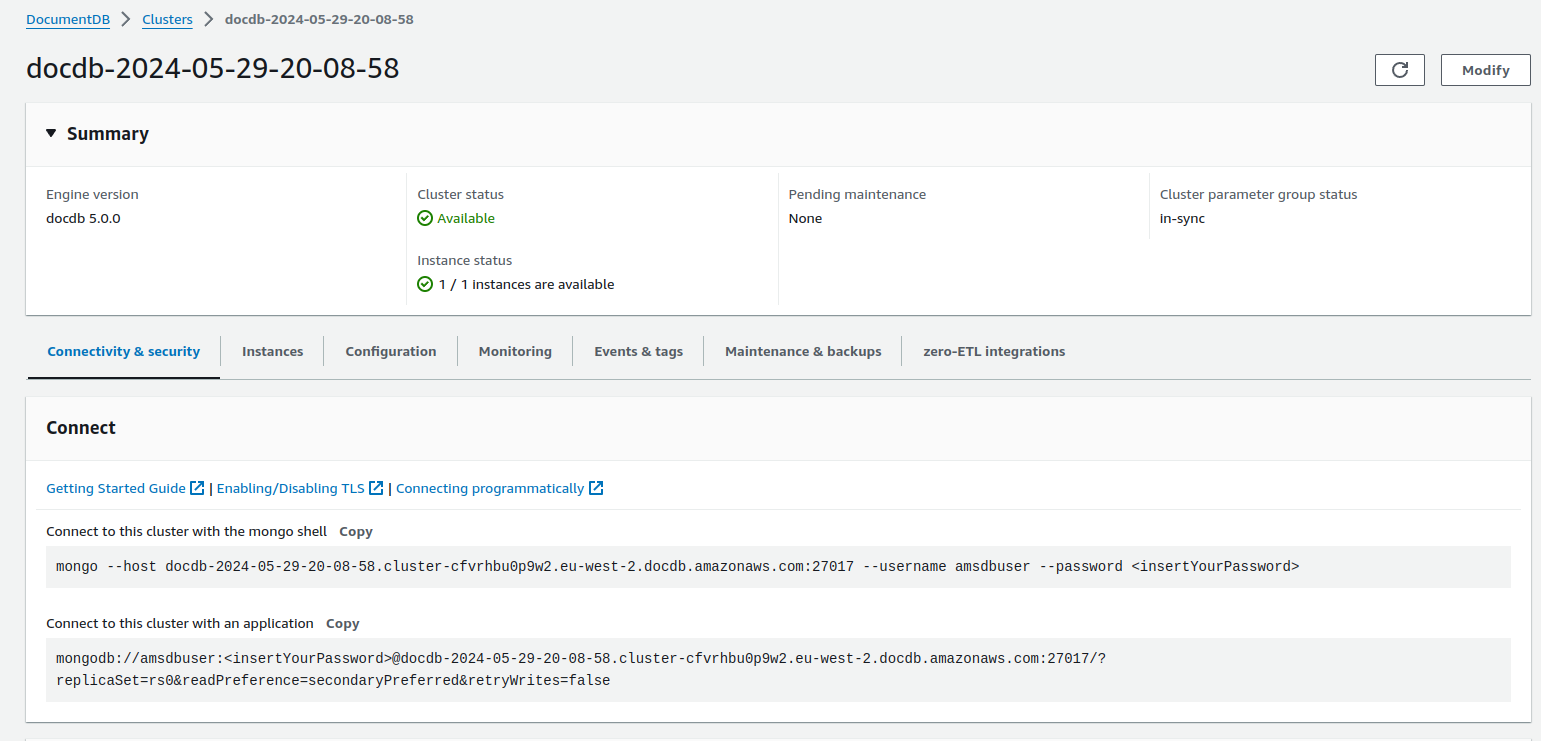 DocumentDB > Clusters > docdb-2024-05-29-20-08-58
docdb-2024-05-29-20-08-58
Modify
Summary
Engine version
docdb 5.0.0
Cluster status
Available
Instance status
1 / 1 instances are available
Pending maintenance
None
Cluster parameter group status
in-sync
Connectivity & security
Instances
Configuration
Monitoring
Events & tags
Maintenance & backups
zero-ETL integrations
Connect
Getting Started Guide | Enabling/Disabling TLS | Connecting programmatically
Connect to this cluster with the mongo shell Copy
mongo --host docdb-2024-05-29-20-08-58.cluster-cfvrhbu0p9w2.eu-west-2.docdb.amazonaws.com:27017 --username amsdbuser --password <insertYourPassword>
Connect to this cluster with an application Copy
mongodb://amsdbuser:<insertYourPassword>@docdb-2024-05-29-20-08-58.cluster-cfvrhbu0p9w2.eu-west-2.docdb.amazonaws.com:27017/?
replicaSet=rs0&readPreference=secondaryPreferred&retryWrites=false